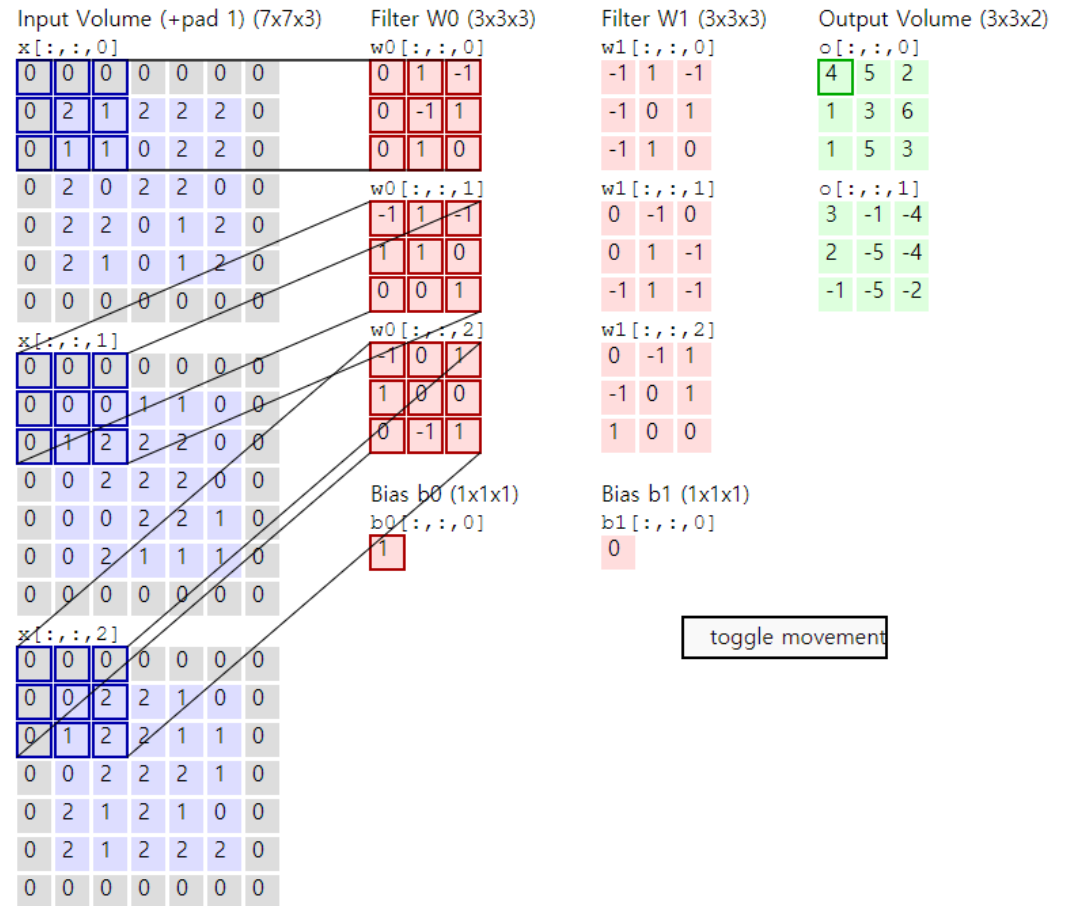 Input Volume (+pad 1) (7x7x3)
x[:,:,0]
0 0 0 0 0 0 0
0 2 1 2 2 2 0
0 1 1 0 2 2 0
0 2 0 2 2 0 0
0 2 2 0 1 2 0
0 2 1 0 1 2 0
0 0 0 0 0 0 0
x[:,:,1]
0 0 0 0 0 0 0
0 0 0 1 1 0 0
0 1 2 2 2 0 0
0 0 2 2 2 0 0
0 0 0 2 2 1 0
0 0 2 1 1 1 0
0 0 0 0 0 0 0
x[:,:,2]
0 0 0 0 0 0 0
0 0 2 2 1 0 0
0 1 2 2 1 1 0
0 0 2 2 2 1 0
0 2 1 2 1 0 0
0 2 1 2 2 2 0
0 0 0 0 0 0 0
Filter W0 (3x3x3)
w0[:,:,0]
0 1 -1
0 -1 1
0 1 0
w0[:,:,1]
-1 1 -1
1 1 0
0 0 1
w0[:,:,2]
-1 0 1
1 0 0
0 -1 1
Bias b0 (1x1x1)
b0[:,:,0]
1
Filter W1 (3x3x3)
w1[:,:,0]
-1 1 -1
-1 0 1
-1 1 0
w1[:,:,1]
0 -1 0
0 1 -1
-1 1 -1
w1[:,:,2]
0 -1 1
-1 0 1
1 0 0
Bias b1 (1x1x1)
b1[:,:,0]
0
Output Volume (3x3x2)
o[:,:,0]
4 5 2
1 3 6
1 5 3
o[:,:,1]
3 -1 -4
2 -5 -4
-1 -5 -2
toggle movement